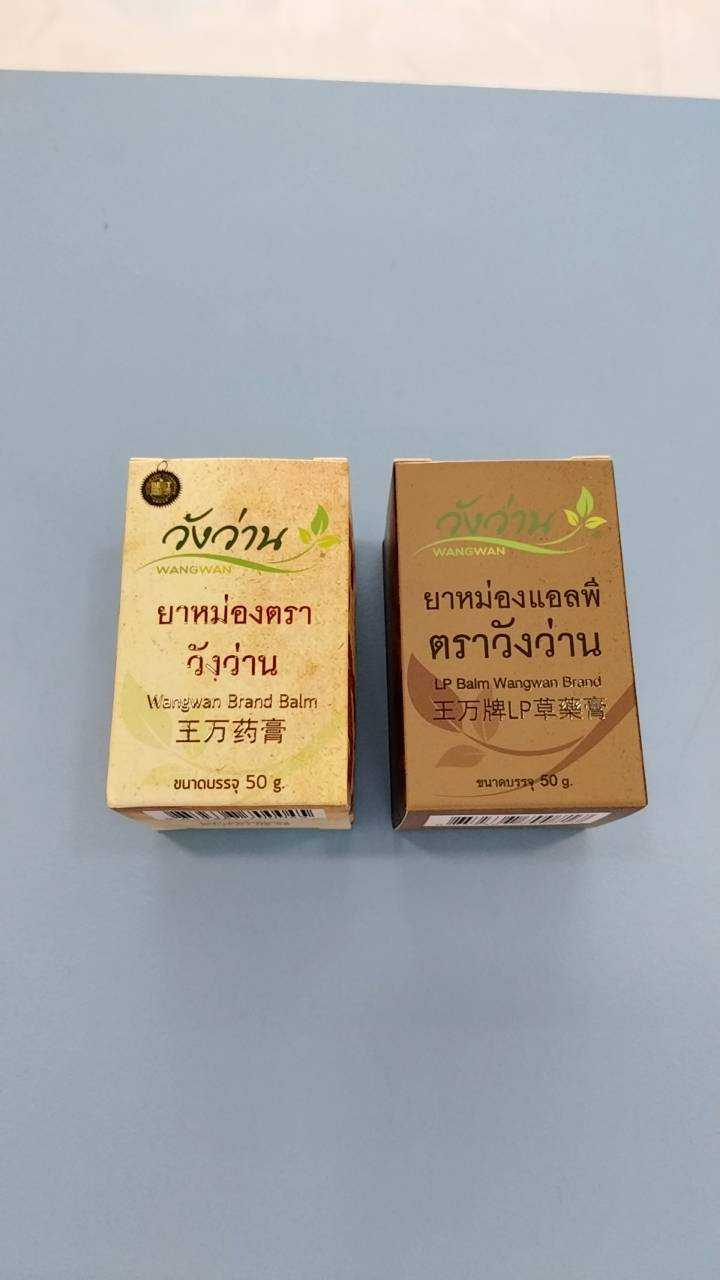 วังว่าน
WANGWAN
ยาหม่องตรา
วังว่าน
Wangwan Brand Balm
王万药膏
ขนาดบรรจุ 50 g.
วังว่าน
WANGWAN
ยาหม่องแอลพี
ตราวังว่าน
LP Balm Wangwan Brand
王万牌LP草藥膏
ขนาดบรรจุ 50 g.